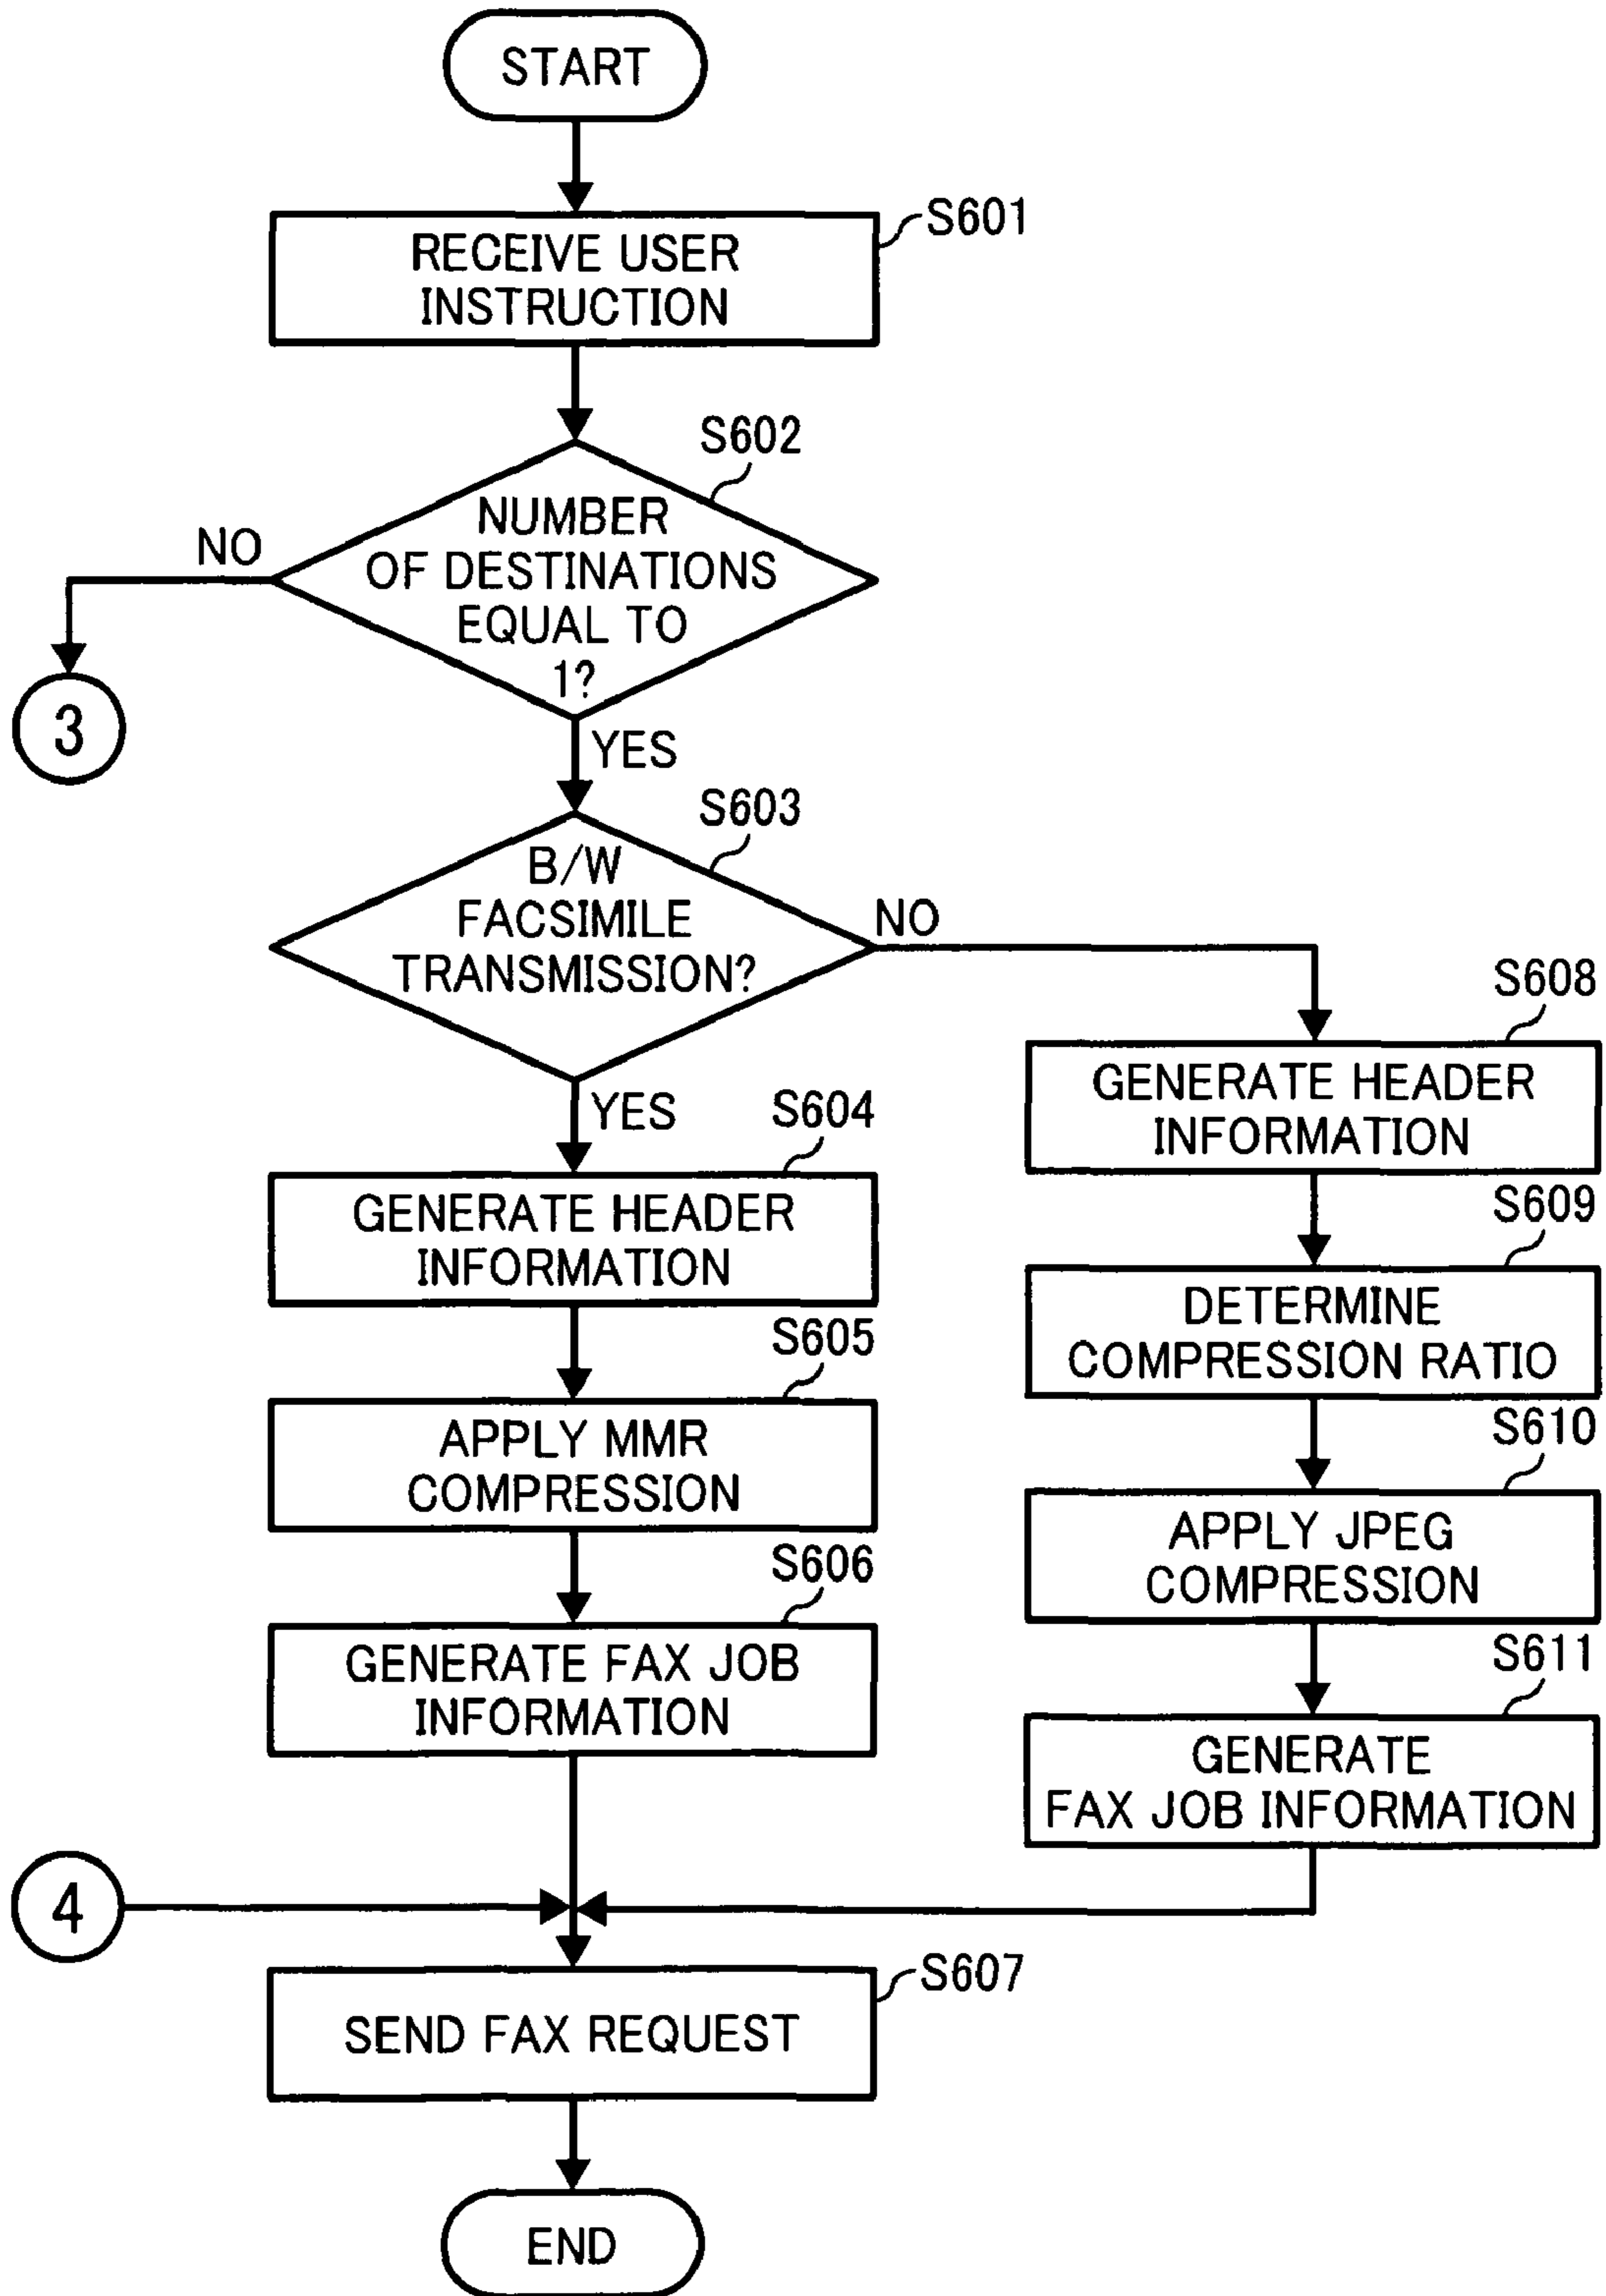 START
S601
RECEIVE USER
INSTRUCTION
S602
NUMBER
OF DESTINATIONS
EQUAL TO
1?
NO
3
YES
S603
B/W
FACSIMILE
TRANSMISSION?
NO
YES
S604
GENERATE HEADER
INFORMATION
S605
APPLY MMR
COMPRESSION
S606
GENERATE FAX JOB
INFORMATION
S608
GENERATE HEADER
INFORMATION
S609
DETERMINE
COMPRESSION RATIO
S610
APPLY JPEG
COMPRESSION
S611
GENERATE
FAX JOB INFORMATION
4
S607
SEND FAX REQUEST
END